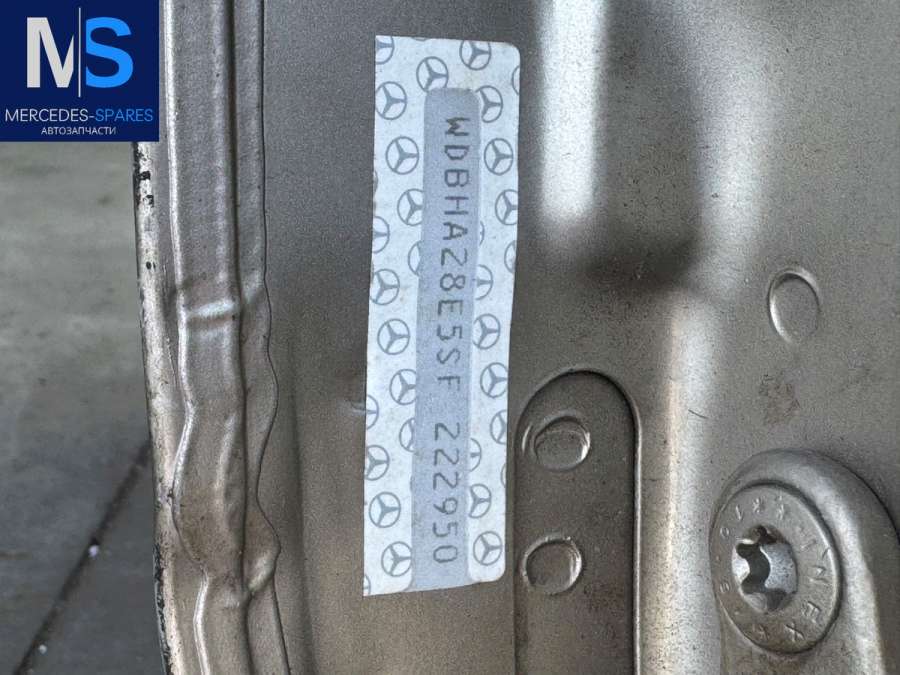 MS
MERCEDES-SPARES
АВТОЗАПЧАСТИ
WDBHA28E5SF 222950